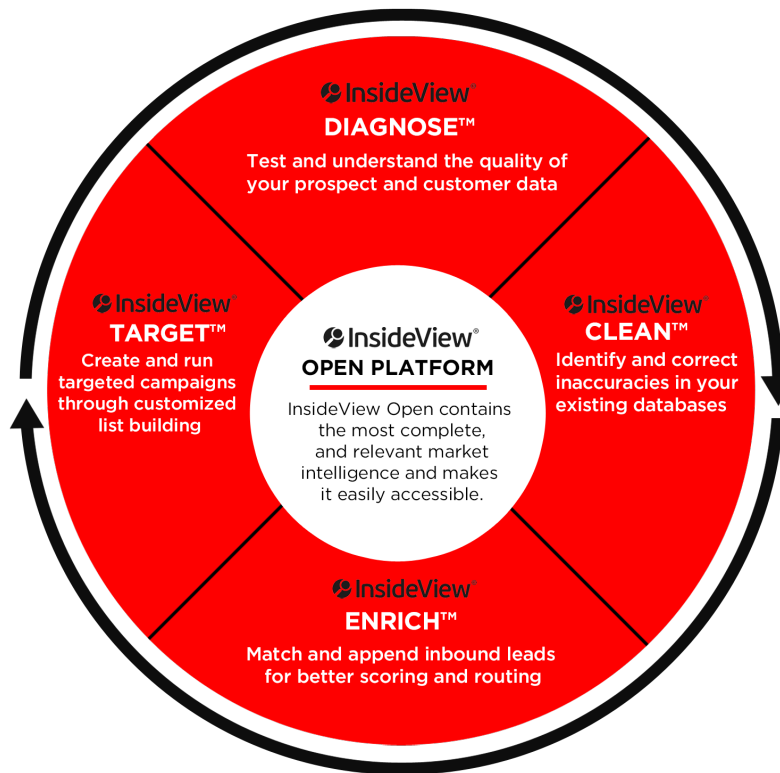 InsideView®
DIAGNOSE™
Test and understand the quality of
your prospect and customer data
InsideView®
TARGET™
Create and run
targeted campaigns
through customized
list building
InsideView®
OPEN PLATFORM
InsideView Open contains
the most complete,
and relevant market
intelligence and makes
it easily accessible.
InsideView®
CLEAN™
Identify and correct
inaccuracies in your
existing databases
InsideView®
ENRICH™
Match and append inbound leads
for better scoring and routing